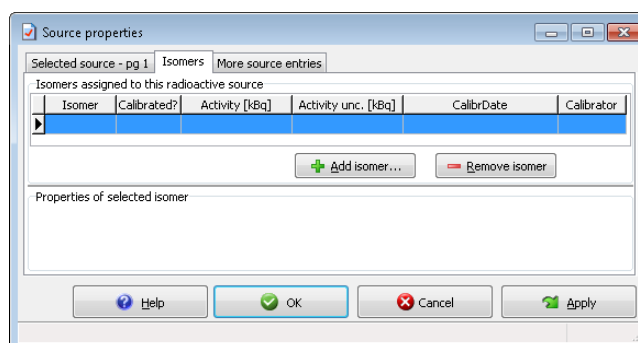 Source properties
Selected source - pg 1 Isomers More source entries
Isomers assigned to this radioactive source
Isomer Calibrated? Activity [kBq] Activity unc. [kBq] CalibrDate Calibrator
Add isomer... Remove isomer
Properties of selected isomer
Help OK Cancel Apply